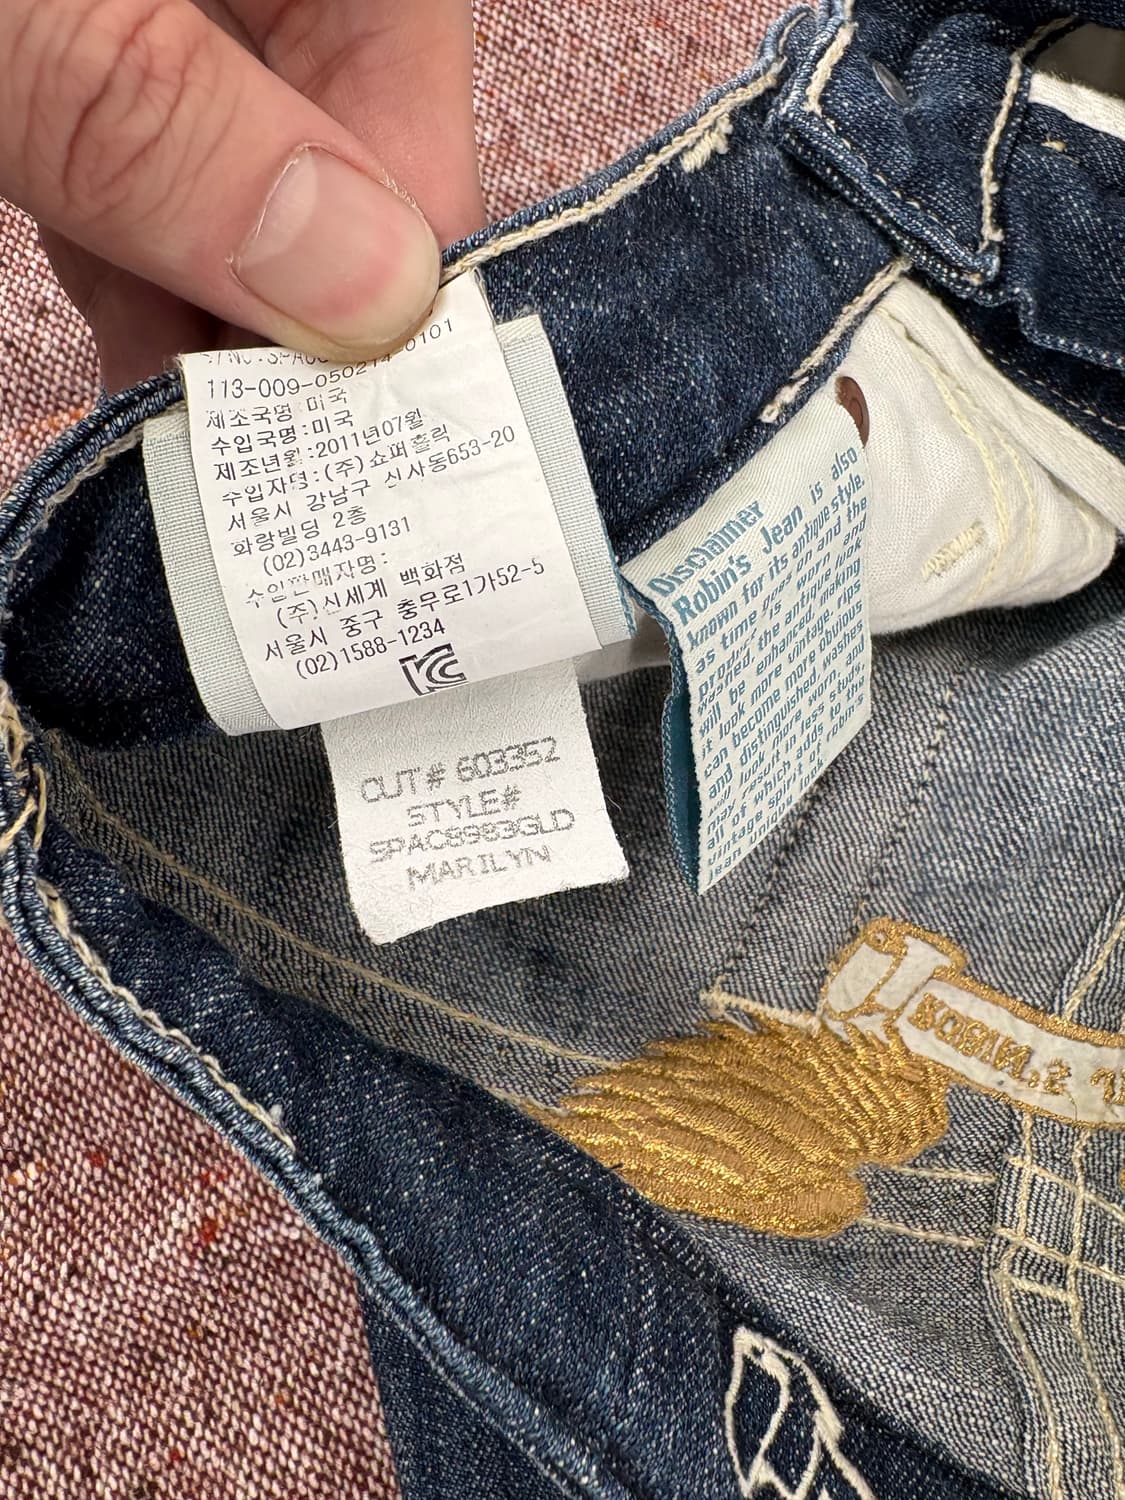 113-009-050214-0101
제조국명 미국
수입국명:미국
제조년월:2011년07월
수입자명:(주)쇼퍼홀릭
서울시 강남구 신사동653-20
화랑빌딩 2층
(02)3443-9131
수입판매자명:
(주)신세계 백화점
서울시 중구 충무로1가52-5
(02)1588-1234
CUT# 603352
STYLE#
SPAC8983GLD
MARILYN
Disclaimer
Robin's Jean is also
known for its antique style.
as time goes on and the
product is worn and
washed, the antique look
will be enhanced, making
it look more vintage. rips
can become more obvious
and distinguished, washes
will look more worn, and
may result in less studs,
all of which adds to the
vintage spirit of robin's
jean unique look
ROBIN'S